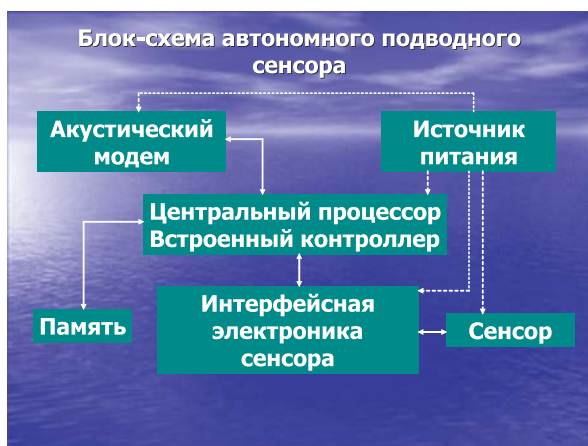 Блок-схема автономного подводного
сенсора
Акустический
модем
Источник
питания
Центральный процессор
Встроенный контроллер
Память
Интерфейсная
электроника
сенсора
Сенсор